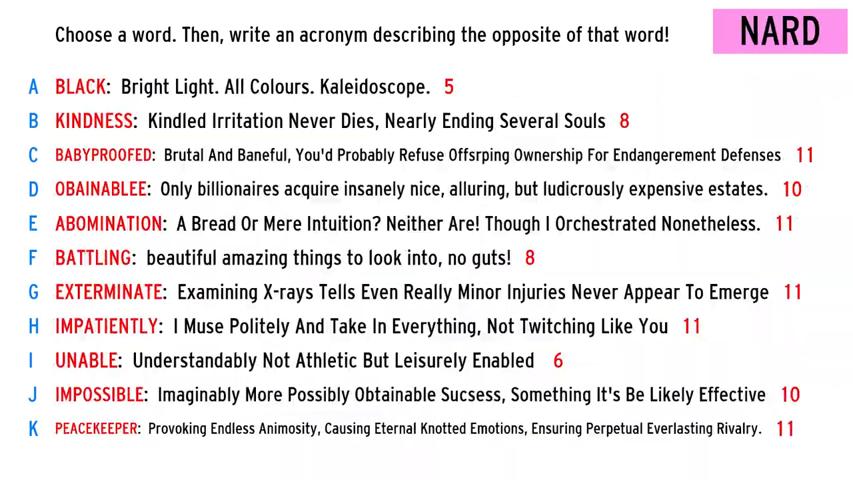 Choose a word. Then, write an acronym describing the opposite of that word!
NARD
A BLACK: Bright Light. All Colours. Kaleidoscope. 5
B KINDNESS: Kindled Irritation Never Dies, Nearly Ending Several Souls 8
C BABYPROOFED: Brutal And Baneful, You'd Probably Refuse Offsrping Ownership For Endangerement Defenses 11
D OBAINABLEE: Only billionaires acquire insanely nice, alluring, but ludicrously expensive estates. 10
E ABOMINATION: A Bread Or Mere Intuition? Neither Are! Though I Orchestrated Nonetheless. 11
F BATTLING: beautiful amazing things to look into, no guts! 8
G EXTERMINATE: Examining X-rays Tells Even Really Minor Injuries Never Appear To Emerge 11
H IMPATIENTLY: I Muse Politely And Take In Everything, Not Twitching Like You 11
I UNABLE: Understandably Not Athletic But Leisurely Enabled 6
J IMPOSSIBLE: Imaginably More Possibly Obtainable Sucsess, Something It's Be Likely Effective 10
K PEACEKEEPER: Provoking Endless Animosity, Causing Eternal Knotted Emotions, Ensuring Perpetual Everlasting Rivalry. 11